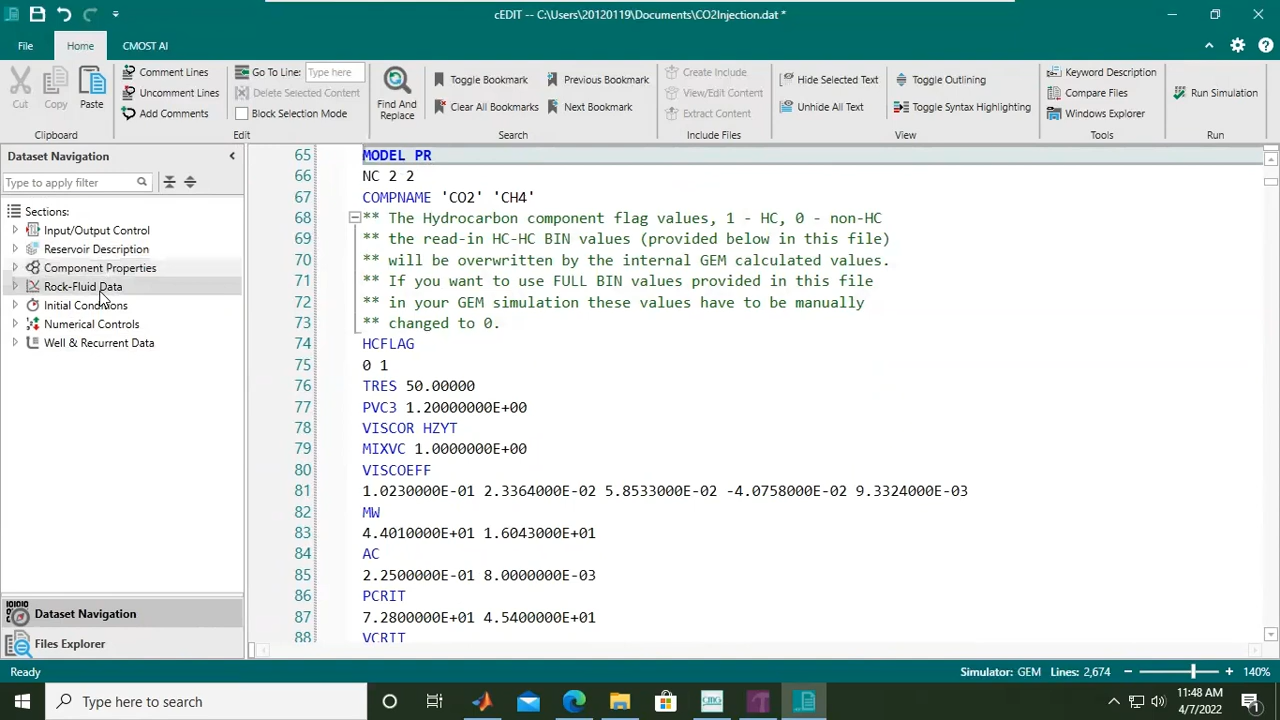 cEDIT -- C:\Users\20120119\Documents\CO2Injection.dat *
File
Home
CMOST AI
Cut
Copy
Paste
Clipboard
Comment Lines
Uncomment Lines
Add Comments
Go To Line:
Type here
Delete Selected Content
Block Selection Mode
Edit
Find And
Replace
Toggle Bookmark
Previous Bookmark
Clear All Bookmarks
Next Bookmark
Search
Create Include
View/Edit Content
Extract Content
Include Files
Hide Selected Text
Toggle Outlining
Unhide All Text
Toggle Syntax Highlighting
View
Keyword Description
Compare Files
Windows Explorer
Tools
Run Simulation
Run
Dataset Navigation
Type to apply filter
Sections:
Input/Output Control
Reservoir Description
Component Properties
Rock-Fluid Data
Initial Conditions
Numerical Controls
Well & Recurrent Data
Dataset Navigation
Files Explorer
65 MODEL PR
66 NC 2 2
67 COMPNAME 'CO2' 'CH4'
68 ** The Hydrocarbon component flag values, 1 - HC, 0 - non-HC
69 ** the read-in HC-HC BIN values (provided below in this file)
70 ** will be overwritten by the internal GEM calculated values.
71 ** If you want to use FULL BIN values provided in this file
72 ** in your GEM simulation these values have to be manually
73 ** changed to 0.
74 HCFLAG
75 0 1
76 TRES 50.00000
77 PVC3 1.20000000E+00
78 VISCOR HZYT
79 MIXVC 1.0000000E+00
80 VISCOEFF
81 1.0230000E-01 2.3364000E-02 5.8533000E-02 -4.0758000E-02 9.3324000E-03
82 MW
83 4.4010000E+01 1.6043000E+01
84 AC
85 2.2500000E-01 8.0000000E-03
86 PCRIT
87 7.2800000E+01 4.5400000E+01
88 VCRIT
Ready
Simulator: GEM
Lines: 2,674
140%
Type here to search
11:48 AM
4/7/2022